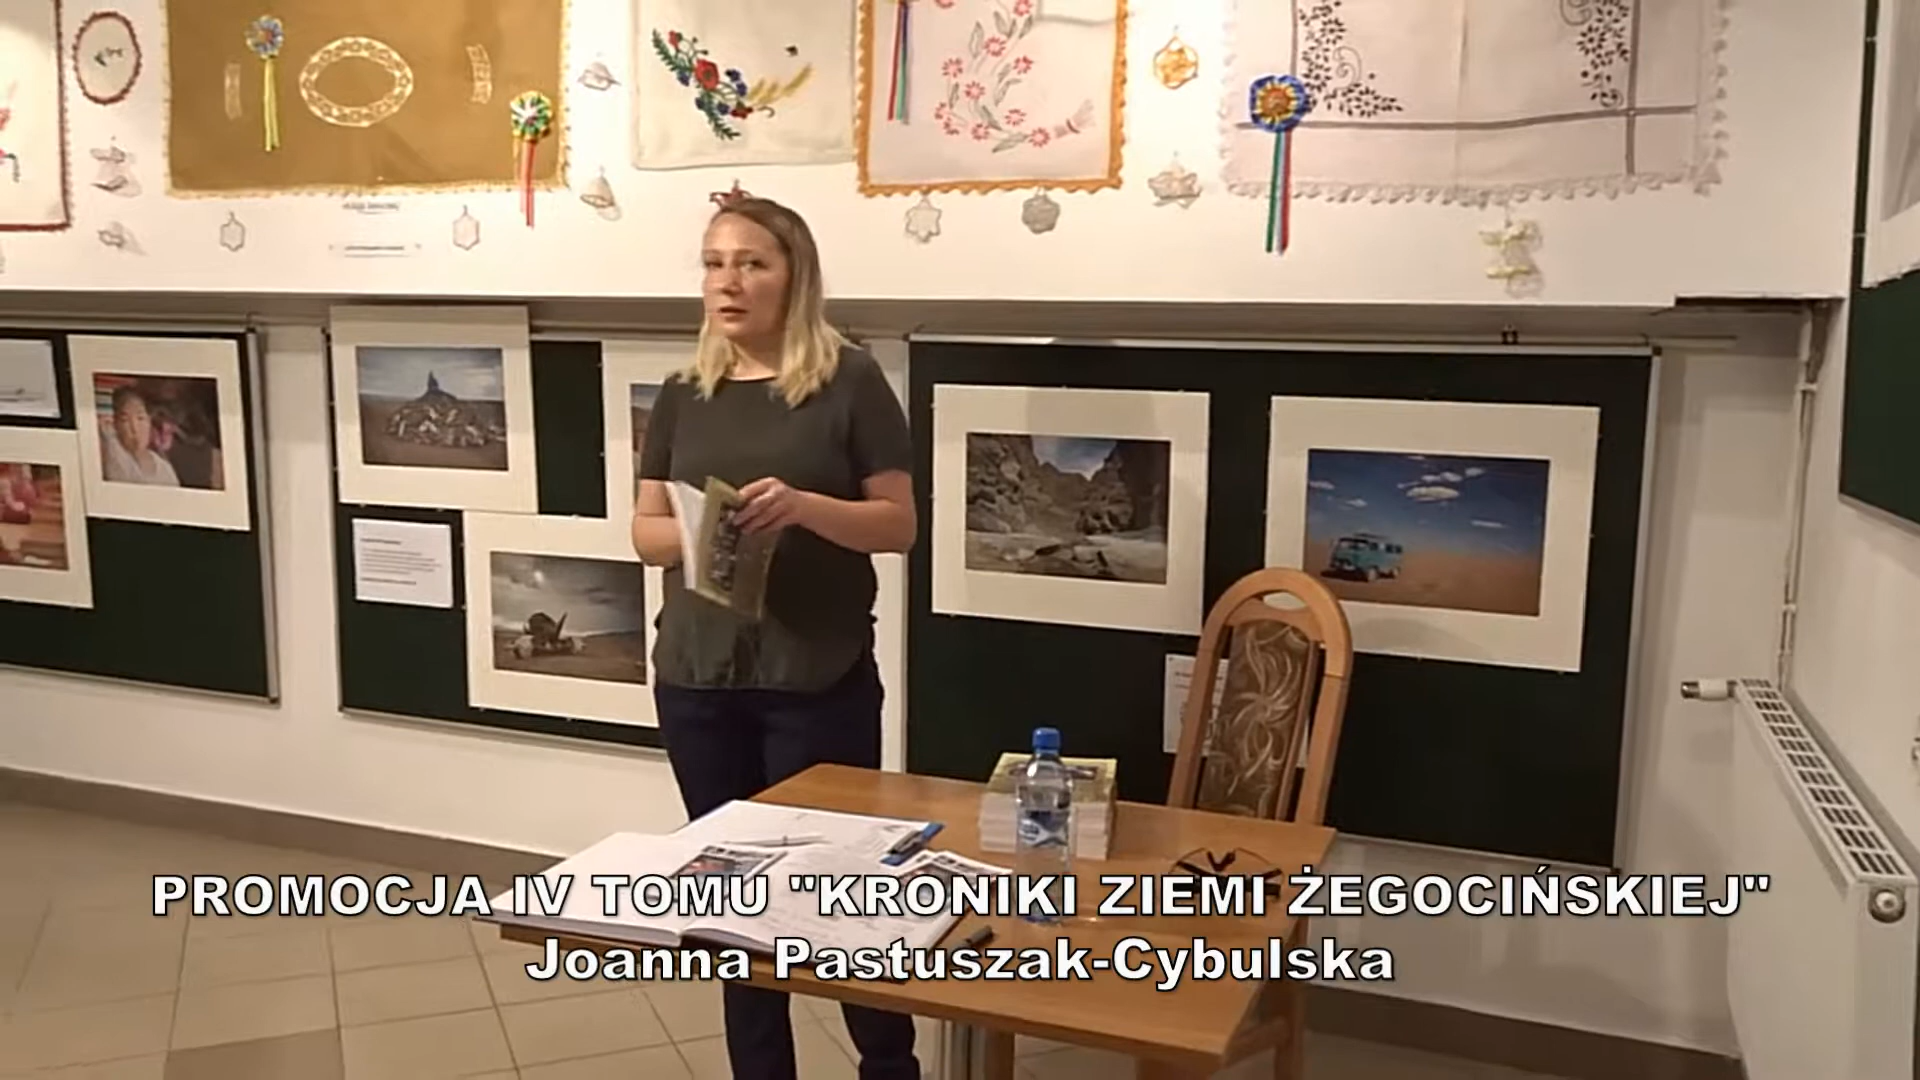 PROMOCJA IV TOMU "KRONIKI ZIEMI ŻEGOCIŃSKIEJ"
Joanna Pastuszak-Cybulska